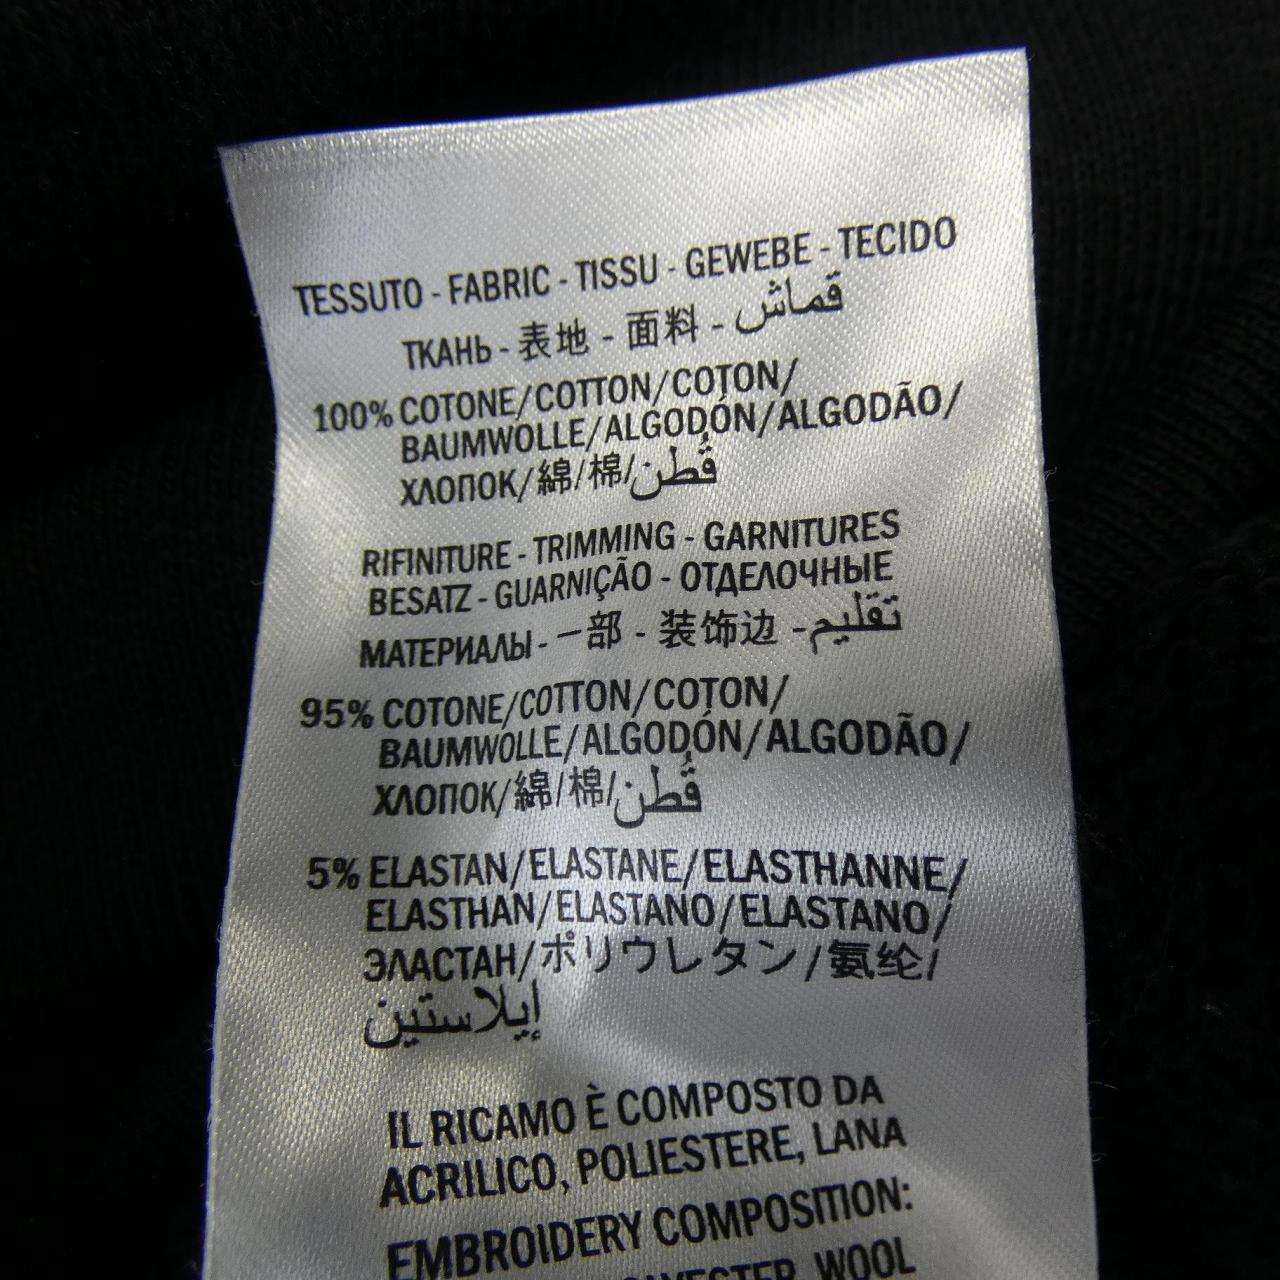 TESSUTO - FABRIC - TISSU - GEWEBE - TECIDO
ТКАНЬ - 表地 - 面料 - قماش
100% COTONE/COTTON/COTON/
BAUMWOLLE/ALGODÓN/ALGODÃO/
ХЛОПОК/綿/棉/قُطن
RIFINITURE - TRIMMING - GARNITURES
BESATZ - GUARNIÇÃO - ОТДЕЛОЧНЫЕ
МАТЕРИАЛЫ - 一部 - 装饰边 - تقليم
95% COTONE/COTTON/COTON/
BAUMWOLLE/ALGODÓN/ALGODÃO/
ХЛОПОК/綿/棉/قُطن
5% ELASTAN/ELASTANE/ELASTHANNE/
ELASTHAN/ELASTANO/ELASTANO/
ЭЛАСТАН/ポリウレタン/氨纶/
إيلاستين
IL RICAMO È COMPOSTO DA
ACRILICO, POLIESTERE, LANA
EMBROIDERY COMPOSITION:
WOOL